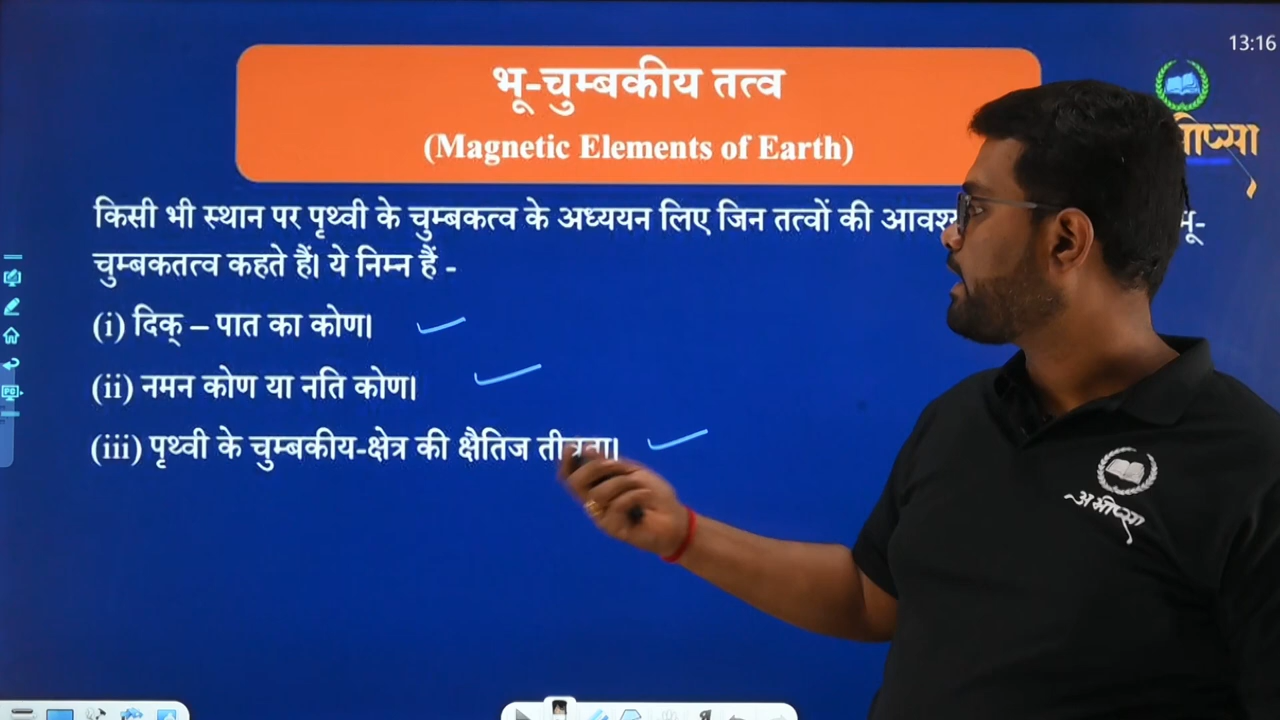 13:16
भू-चुम्बकीय तत्व
(Magnetic Elements of Earth)
किसी भी स्थान पर पृथ्वी के चुम्बकत्व के अध्ययन लिए जिन तत्वों की
चुम्बकतत्व कहते हैं। ये निम्न हैं -
(i) दिक् – पात का कोण।
(ii) नमन कोण या नति कोण।
(iii) पृथ्वी के चुम्बकीय-क्षेत्र की क्षैतिज
अभीप्सा